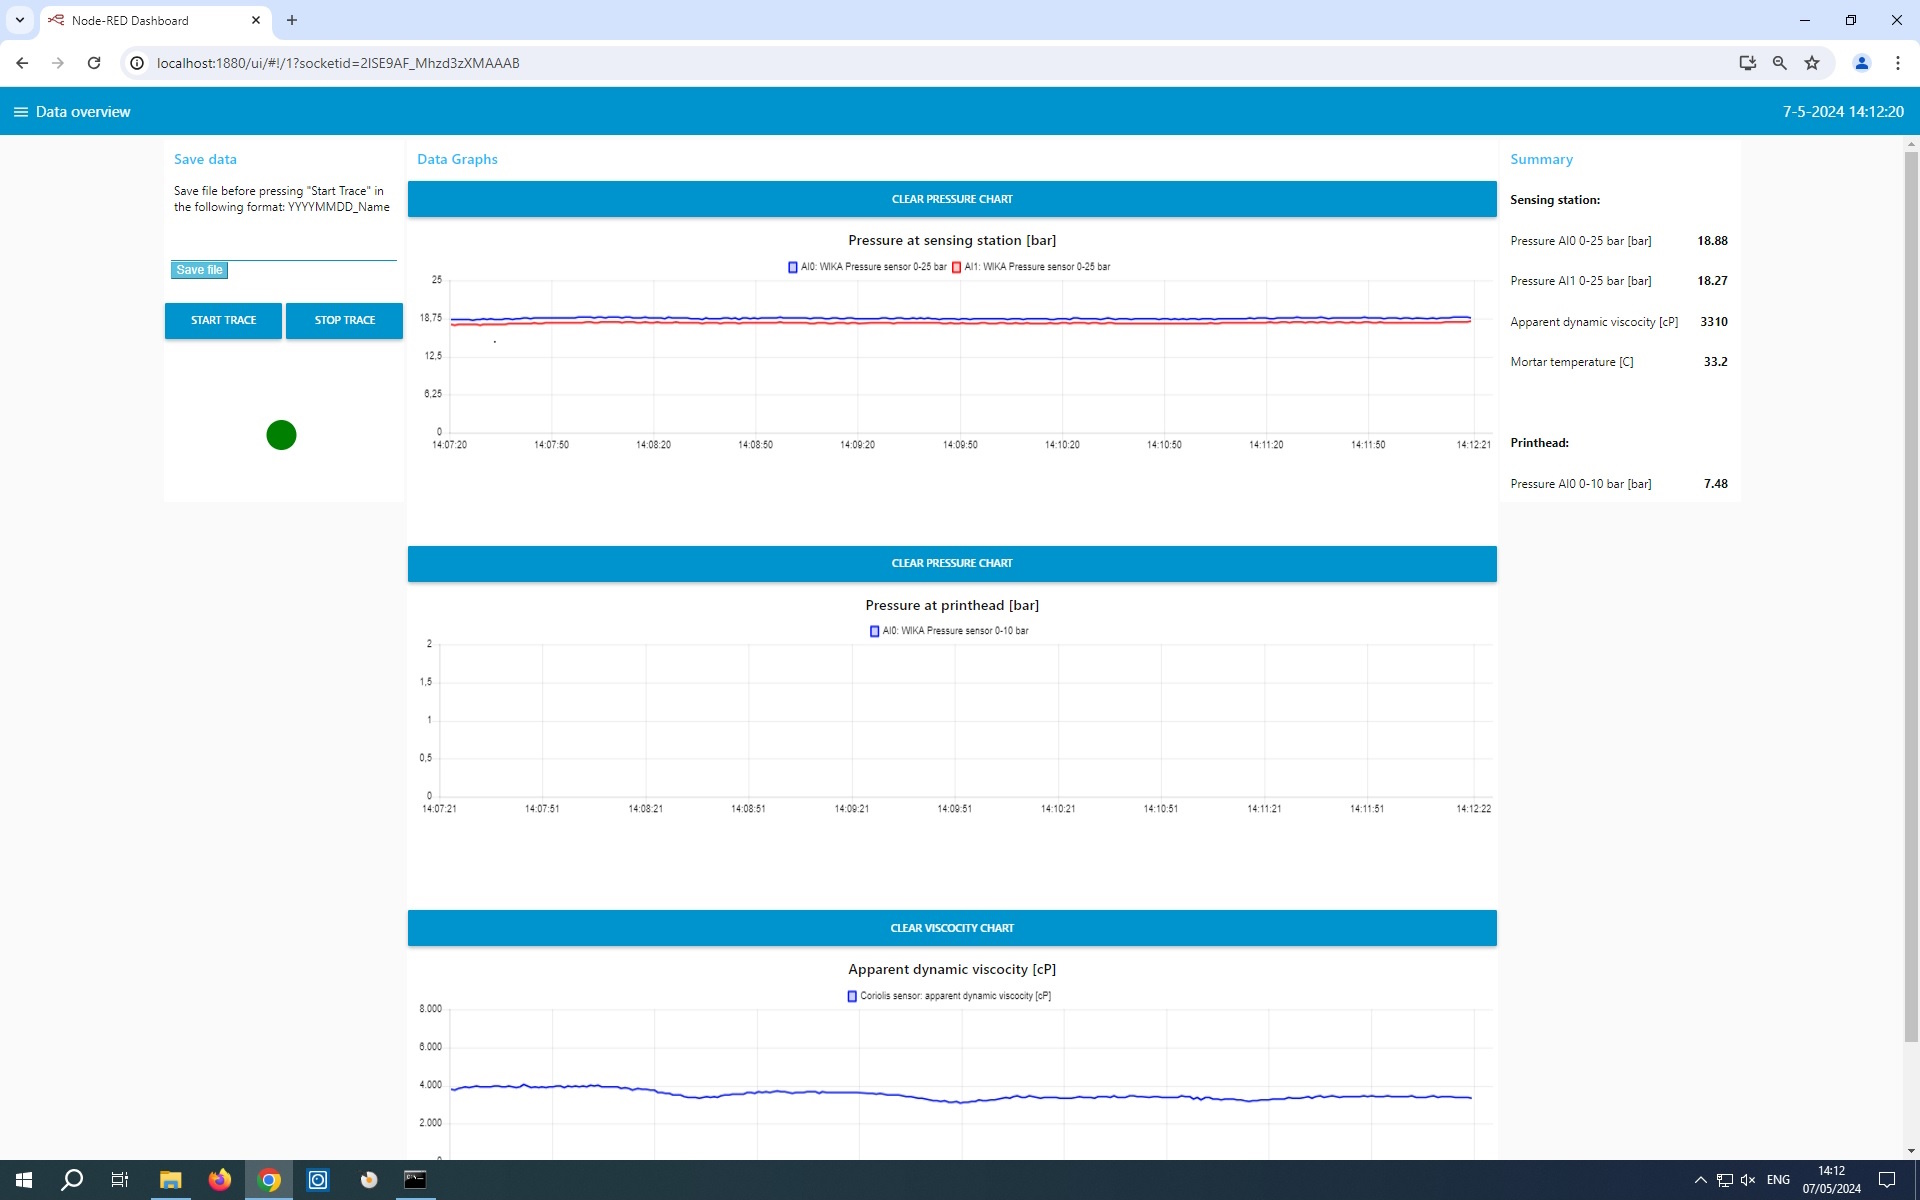 Node-RED Dashboard
localhost:1880/ui/#!/1?socketid=2ISE9AF_Mhzd3zXMAAAB
Data overview
7-5-2024 14:12:20
Save data
Save file before pressing "Start Trace" in
the following format: YYYYMMDD_Name
Save file
START TRACE
STOP TRACE
Data Graphs
CLEAR PRESSURE CHART
Pressure at sensing station [bar]
AI0: WIKA Pressure sensor 0-25 bar
AI1: WIKA Pressure sensor 0-25 bar
25
18,75
12,5
6,25
0
14:07:20
14:07:50
14:08:20
14:08:50
14:09:20
14:09:50
14:10:20
14:10:50
14:11:20
14:11:50
14:12:21
CLEAR PRESSURE CHART
Pressure at printhead [bar]
AI0: WIKA Pressure sensor 0-10 bar
2
1,5
1
0,5
0
14:07:21
14:07:51
14:08:21
14:08:51
14:09:21
14:09:51
14:10:21
14:10:51
14:11:21
14:11:51
14:12:22
CLEAR VISCOCITY CHART
Apparent dynamic viscocity [cP]
Coriolis sensor: apparent dynamic viscocity [cP]
8.000
6.000
4.000
2.000
Summary
Sensing station:
Pressure AI0 0-25 bar [bar] 18.88
Pressure AI1 0-25 bar [bar] 18.27
Apparent dynamic viscocity [cP] 3310
Mortar temperature [C] 33.2
Printhead:
Pressure AI0 0-10 bar [bar] 7.48
ENG
14:12
07/05/2024